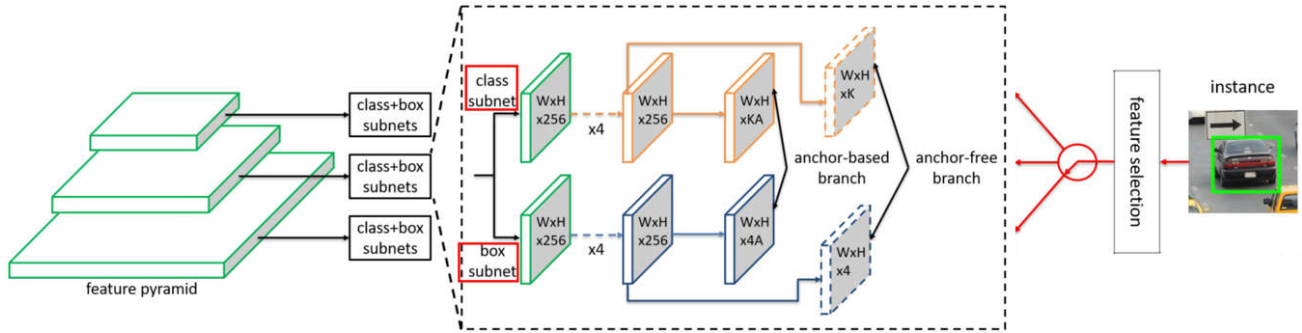 class+box
subnets
class+box
subnets
class+box
subnets
feature pyramid
class
subnet
WxH
x256
x4
WxH
x256
WxH
xKA
WxH
xK
anchor-based
branch
anchor-free
branch
box
subnet
WxH
x256
x4
WxH
x256
WxH
x4A
WxH
x4
feature selection
instance